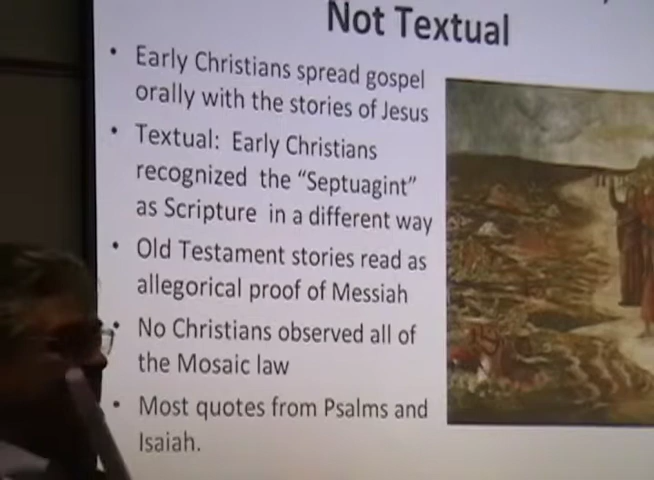 Not Textual
• Early Christians spread gospel
orally with the stories of Jesus
• Textual: Early Christians
recognized the "Septuagint"
as Scripture in a different way
• Old Testament stories read as
allegorical proof of Messiah
• No Christians observed all of
the Mosaic law
• Most quotes from Psalms and
Isaiah.